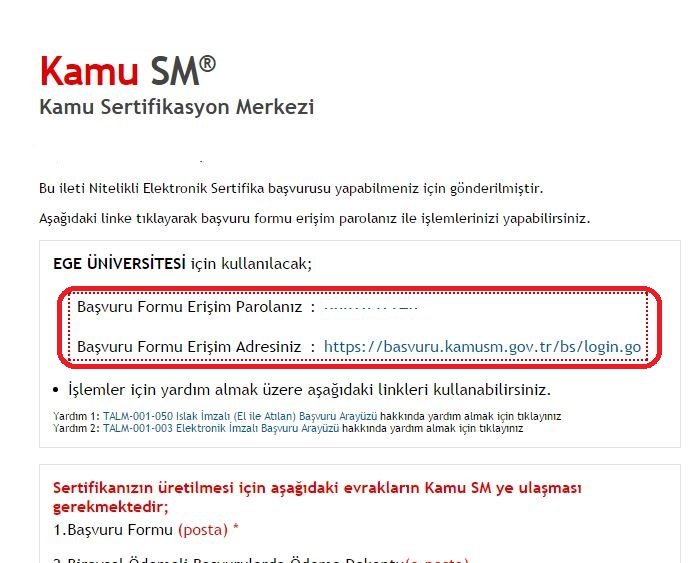 Kamu SM®
Kamu Sertifikasyon Merkezi
Bu ileti Nitelikli Elektronik Sertifika başvurusu yapabilmeniz için gönderilmiştir.
Aşağıdaki linke tıklayarak başvuru formu erişim parolanız ile işlemlerinizi yapabilirsiniz.
EGE ÜNİVERSİTESİ için kullanılacak;
Başvuru Formu Erişim Parolanız :
Başvuru Formu Erişim Adresiniz : https://basvuru.kamusm.gov.tr/bs/login.go
• İşlemler için yardım almak üzere aşağıdaki linkleri kullanabilirsiniz.
Yardım 1: TALM-001-050 Islak İmzalı (El ile Atılan) Başvuru Arayüzü hakkında yardım almak için tıklayınız
Yardım 2: TALM-001-003 Elektronik İmzalı Başvuru Arayüzü hakkında yardım almak için tıklayınız
Sertifikanızın üretilmesi için aşağıdaki evrakların Kamu SM ye ulaşması
gerekmektedir;
1.Başvuru Formu (posta) *
2.Bireysel Ödemeli Başvurularda Ödeme Dekontu(e-posta)